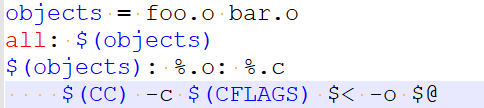 objects = foo.o bar.o
all: $(objects)
$(objects): %.o: %.c
    $(CC) -c $(CFLAGS) $< -o $@